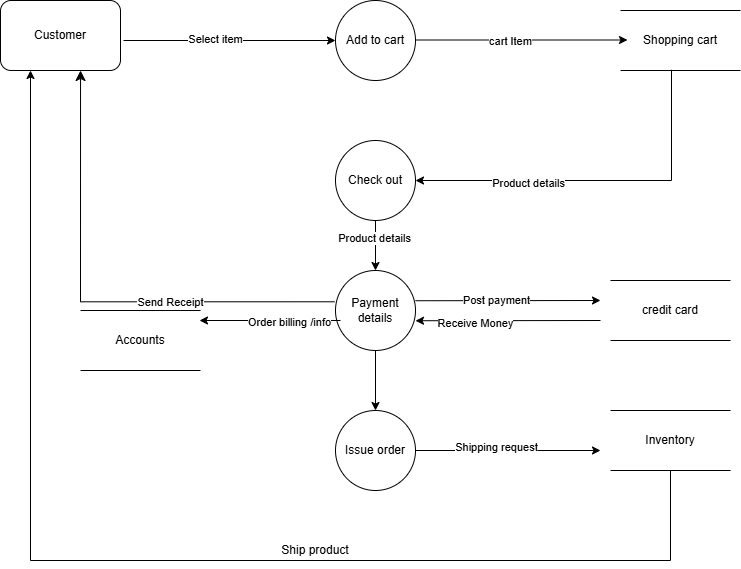 Customer
Select item
Add to cart
cart Item
Shopping cart
Check out
Product details
Product details
Send Receipt
Payment
details
Post payment
credit card
Order billing /info
Receive Money
Accounts
Issue order
Shipping request
Inventory
Ship product